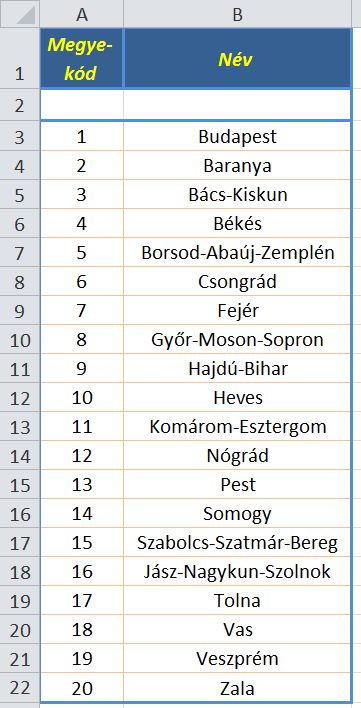 A B
1 Megye-
kód Név
2
3 1 Budapest
4 2 Baranya
5 3 Bács-Kiskun
6 4 Békés
7 5 Borsod-Abaúj-Zemplén
8 6 Csongrád
9 7 Fejér
10 8 Győr-Moson-Sopron
11 9 Hajdú-Bihar
12 10 Heves
13 11 Komárom-Esztergom
14 12 Nógrád
15 13 Pest
16 14 Somogy
17 15 Szabolcs-Szatmár-Bereg
18 16 Jász-Nagykun-Szolnok
19 17 Tolna
20 18 Vas
21 19 Veszprém
22 20 Zala